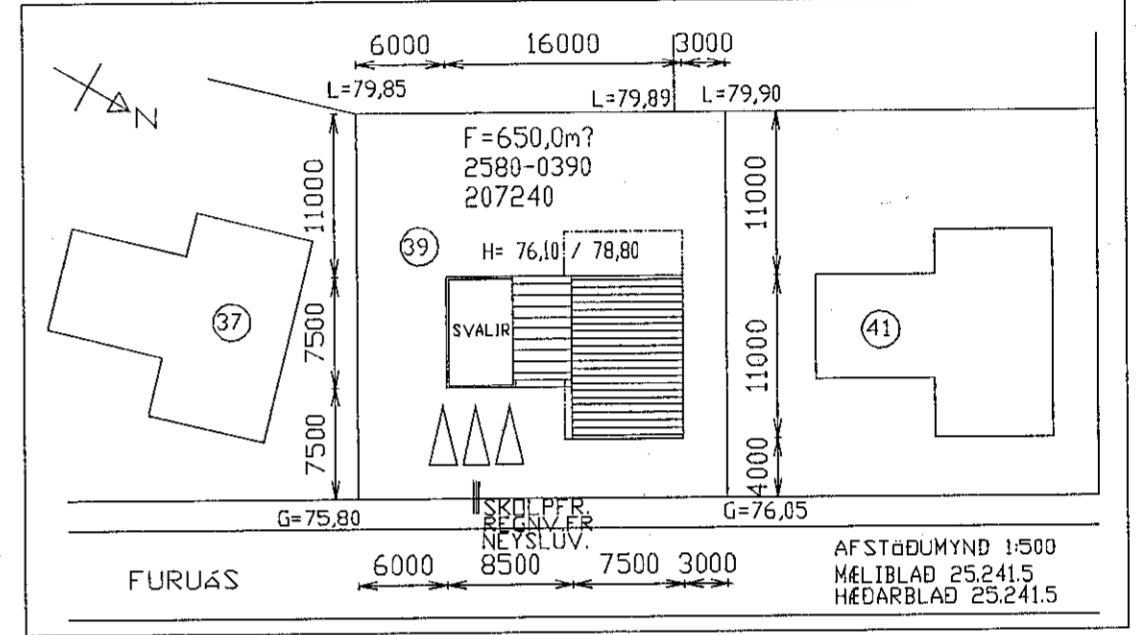 6000 16000 3000
L=79,85 L=79,89 L=79,90
N
F=650,0m?
2580-0390
207240
11000 11000
39 H= 76,10 / 78,80
37 7500 SVALIR 11000 41
7500 4000
SKOLPFR.
REGNV.FR
NEYSLUV.
G=75,80 G=76,05
6000 8500 7500 3000
FURUáS
AFSTöÐUMYND 1:500
MÆLIBLAÐ 25.241.5
HÆÐARBLAÐ 25.241.5